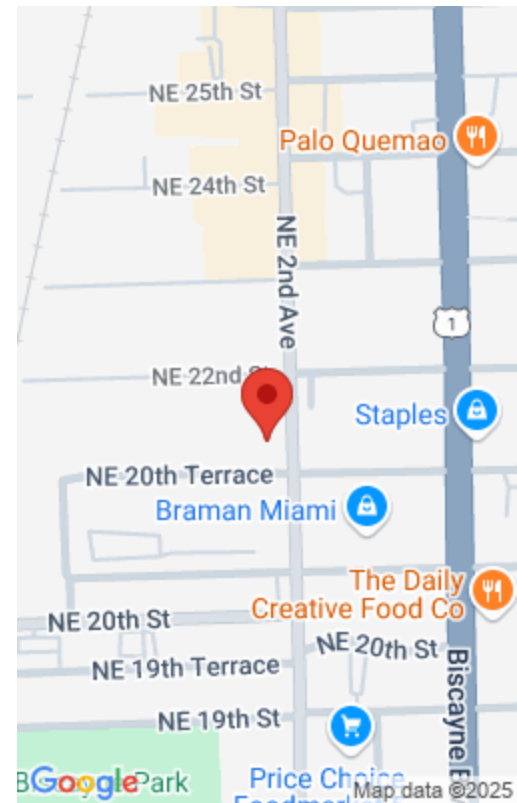 NE 25th St
Palo Quemao
NE 24th St
NE 2nd Ave
1
NE 22nd
Staples
NE 20th Terrace
Braman Miami
The Daily
Creative Food Co
NE 20th St
NE 20th St
NE 19th Terrace
Biscayne B
NE 19th St
Google
Park
Price Choice
Map data ©2025